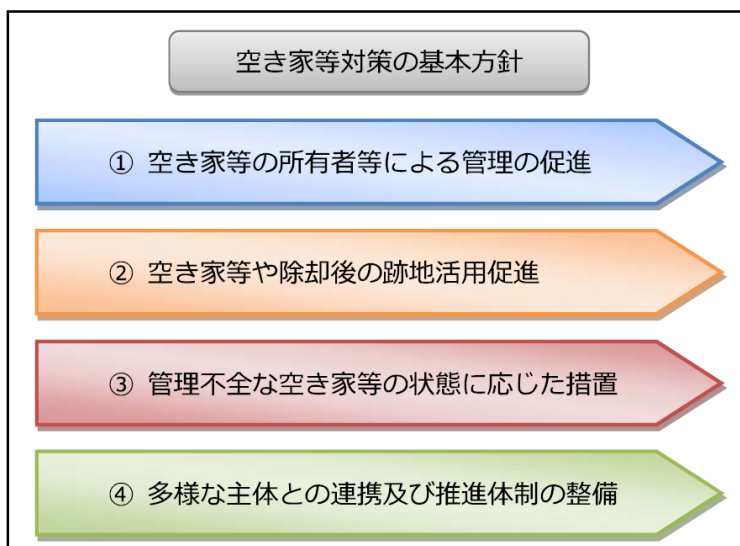 空き家等対策の基本方針
① 空き家等の所有者等による管理の促進
② 空き家等や除却後の跡地活用促進
③ 管理不全な空き家等の状態に応じた措置
④ 多様な主体との連携及び推進体制の整備